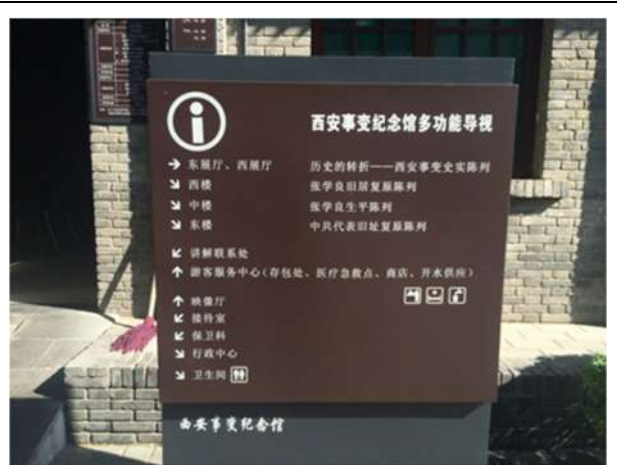 西安事变纪念馆多功能导视
→ 东展厅、西展厅 历史的转折——西安事变史实陈列
↘ 西楼 张学良旧居复原陈列
↘ 中楼 张学良生平陈列
↘ 东楼 中共代表旧址复原陈列
↙ 讲解联系处
↑ 游客服务中心(存包处、医疗急救点、商店、开水供应)
↑ 映像厅
↙ 接待室
↙ 保卫科
↘ 行政中心
↘ 卫生间
西安事变纪念馆